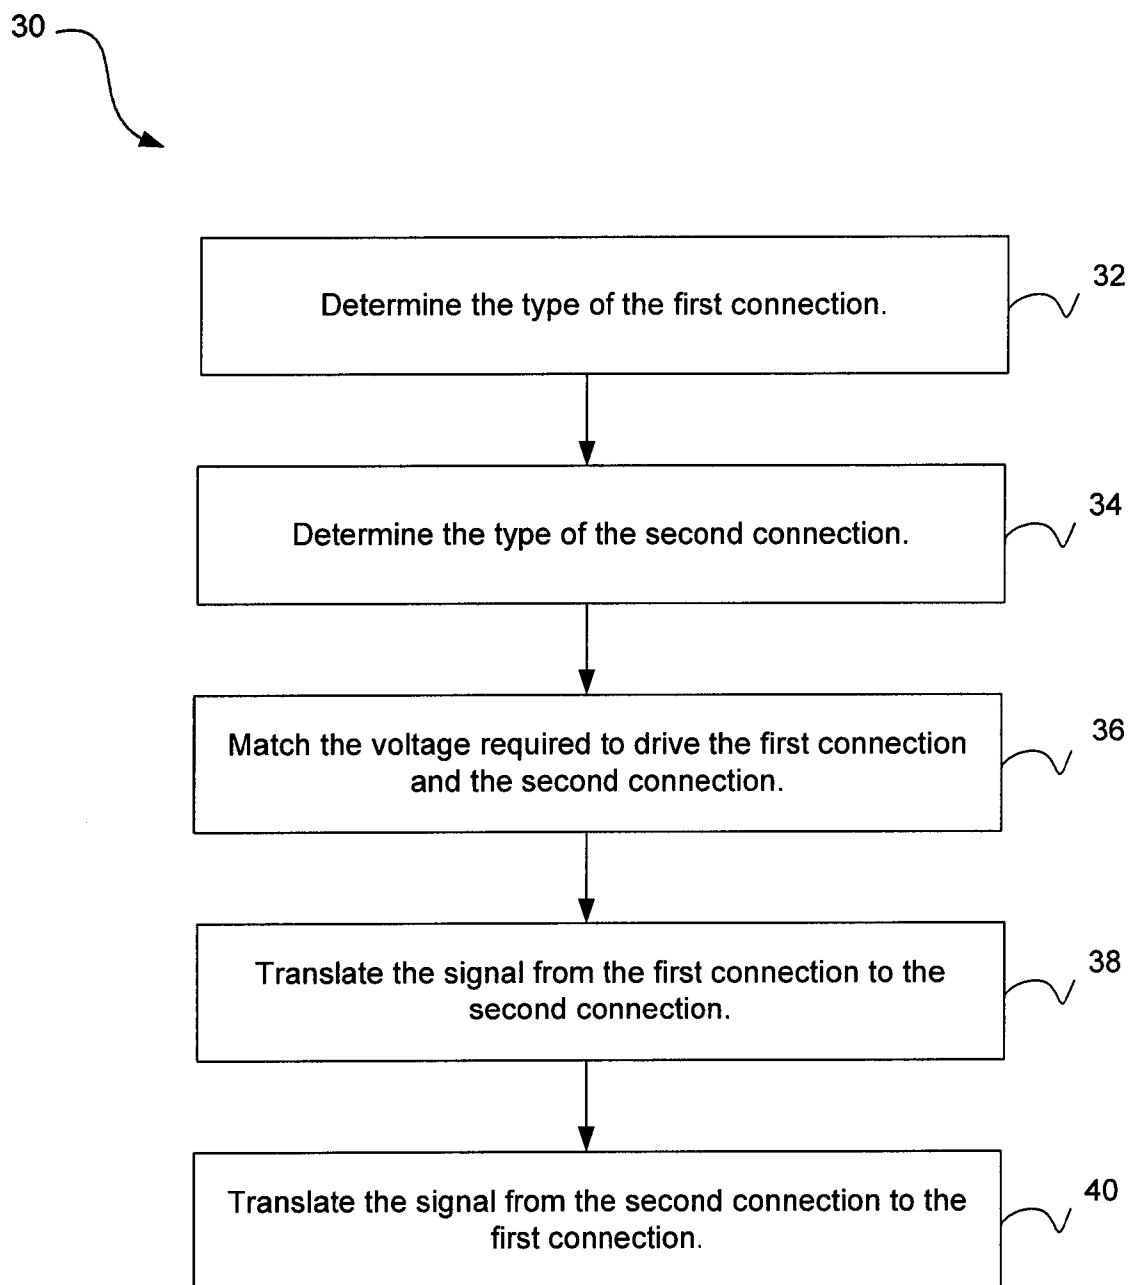 30
Determine the type of the first connection.
32
Determine the type of the second connection.
34
Match the voltage required to drive the first connection
and the second connection.
36
Translate the signal from the first connection to the
second connection.
38
Translate the signal from the second connection to the
first connection.
40